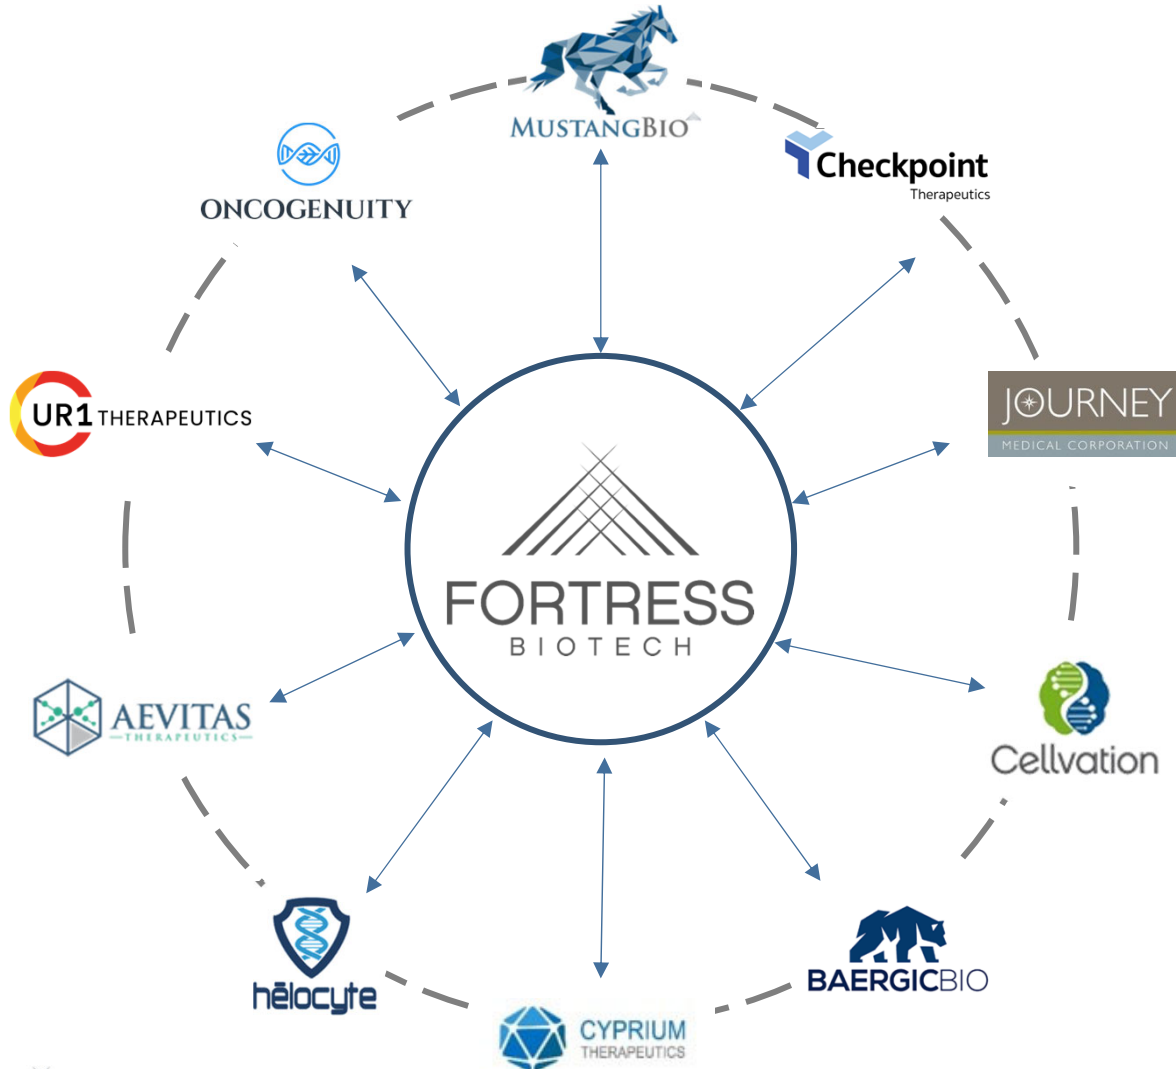 MUSTANGBIO
Checkpoint
Therapeutics
ONCOGENUITY
JOURNEY
MEDICAL CORPORATION
UR1 THERAPEUTICS
FORTRESS
BIOTECH
AEVITAS
THERAPEUTICS
Cellvation
BAERGICBIO
hēlocyte
CYPRIUM
THERAPEUTICS